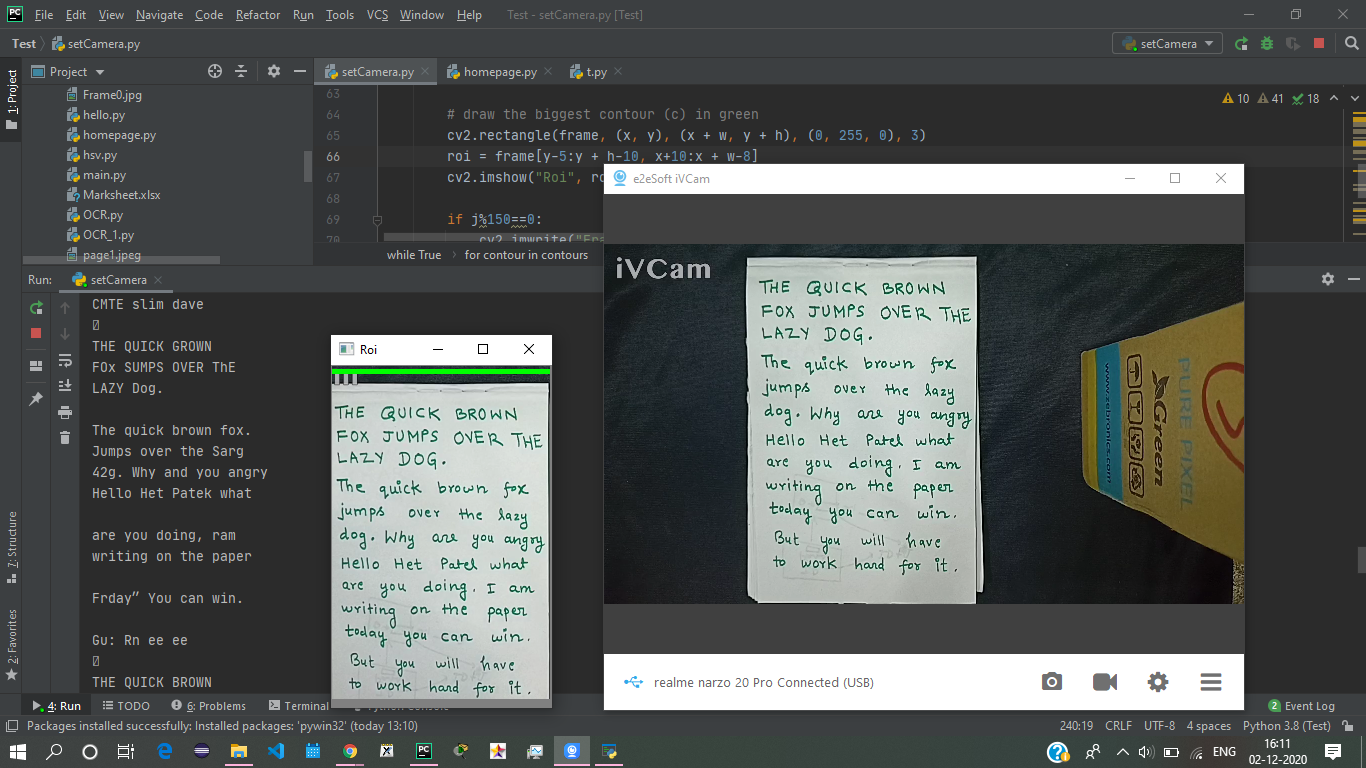 File Edit View Navigate Code Refactor Run Tools VCS Window Help Test - setCamera.py [Test]
Test setCamera.py
setCamera
1: Project
Project
setCamera.py homepage.py t.py
Frame0.jpg
hello.py
homepage.py
hsv.py
main.py
Marksheet.xlsx
OCR.py
OCR_1.py
page1.jpeg
10 41 18
63
64 # draw the biggest contour (c) in green
65 cv2.rectangle(frame, (x, y), (x + w, y + h), (0, 255, 0), 3)
66 roi = frame[y-5:y + h-10, x+10:x + w-8]
67 cv2.imshow("Roi", ro
68
69 if j%150==0:
70 cv2.imwrite("Fra
while True for contour in contours
Run: setCamera
CMTE slim dave
THE QUICK GROWN
FOx SUMPS OVER ThE
LAZY Dog.
The quick brown fox.
Jumps over the Sarg
42g. Why and you angry
Hello Het Patek what
are you doing, ram
writing on the paper
Frday” You can win.
Gu: Rn ee ee
THE QUICK BROWN
7: Structure
2: Favorites
Roi
THE QUICK BROWN
FOX JUMPS OVER THE
LAZY DOG.
The quick brown fox
jumps over the lazy
dog. Why are you angry
Hello Het Patel what
are you doing. I am
writing on the paper
today you can win.
But you will have
to work hard for it.
e2eSoft iVCam
iVCam
THE QUICK BROWN
FOX JUMPS OVER THE
LAZY DOG.
The quick brown fox
jumps over the lazy
dog. Why are you angry
Hello Het Patel what
are you doing. I am
writing on the paper
today you can win.
But you will have
to work hard for it.
www.zebronics.com
Green
PURE PIXEL
realme narzo 20 Pro Connected (USB)
4: Run TODO 6: Problems Terminal Python Console
2 Event Log
Packages installed successfully: Installed packages: 'pywin32' (today 13:10)
240:19 CRLF UTF-8 4 spaces Python 3.8 (Test)
ENG
16:11
02-12-2020